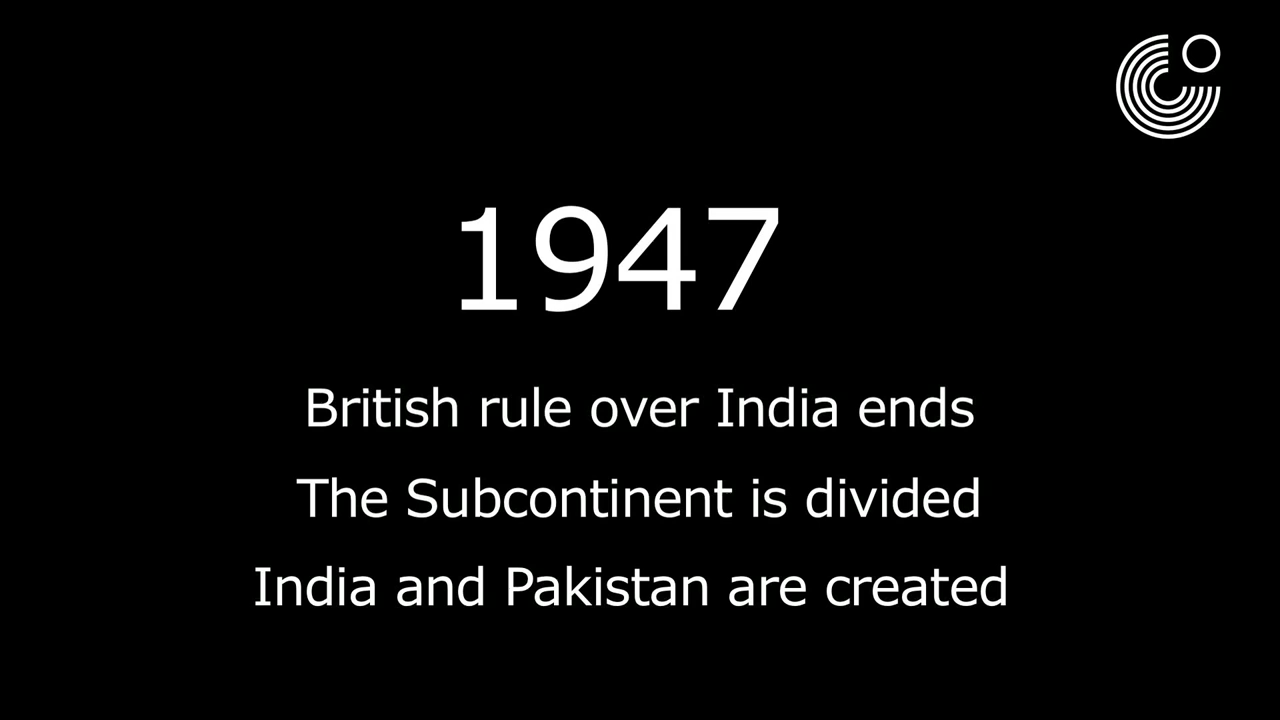 1947
British rule over India ends
The Subcontinent is divided
India and Pakistan are created